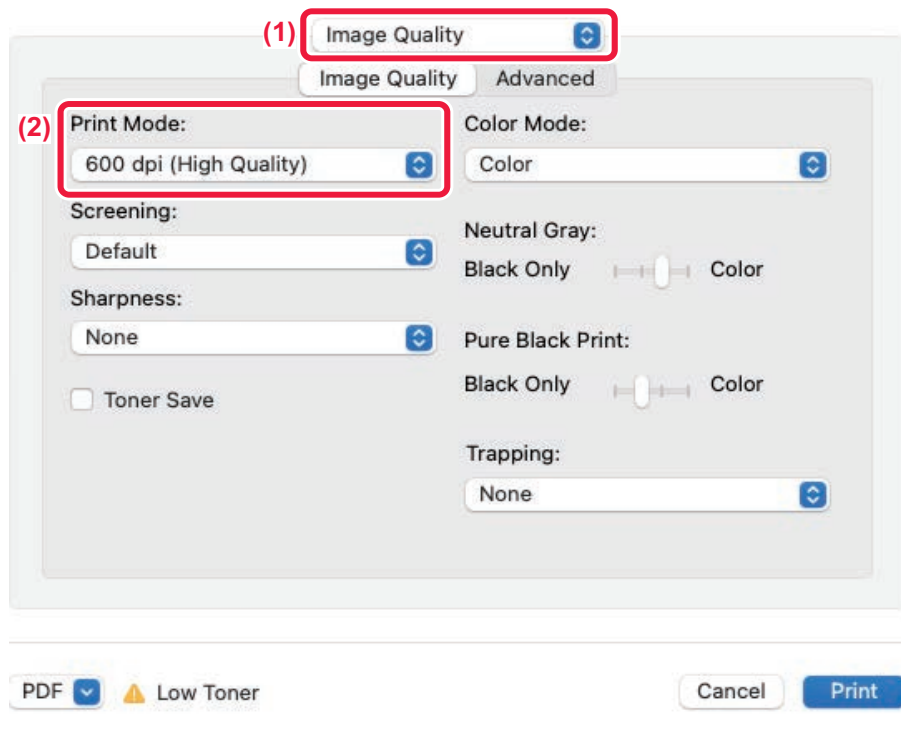 (1) Image Quality
Image Quality Advanced
(2) Print Mode:
600 dpi (High Quality)
Screening:
Default
Sharpness:
None
Toner Save
Color Mode:
Color
Neutral Gray:
Black Only Color
Pure Black Print:
Black Only Color
Trapping:
None
PDF Low Toner Cancel Print